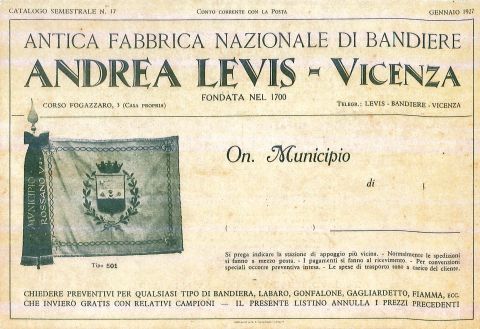 CATALOGO SEMESTRALE N. 17 CONTO CORRENTE CON LA POSTA GENNAIO 1927
ANTICA FABBRICA NAZIONALE DI BANDIERE
ANDREA LEVIS - VICENZA
FONDATA NEL 1700
CORSO FOGAZZARO, 3 (CASA PROPRIA) TELEGR.: LEVIS - BANDIERE - VICENZA
MUNICIPIO
ROSSANO
On. Municipio
di
( )
Tipo 501
Si prega indicare la stazione di appoggio più vicina. - Normalmente le spedizioni
si fanno a mezzo posta. - I pagamenti si fanno al ricevimento. - Per convenzioni
speciali occorre preventiva intesa. - Le spese di trasporto sono a carico del cliente.
CHIEDERE PREVENTIVI PER QUALSIASI TIPO DI BANDIERA, LABARO, GONFALONE, GAGLIARDETTO, FIAMMA, ECC.
CHE INVIERÒ GRATIS CON RELATIVI CAMPIONI — IL PRESENTE LISTINO ANNULLA I PREZZI PRECEDENTI